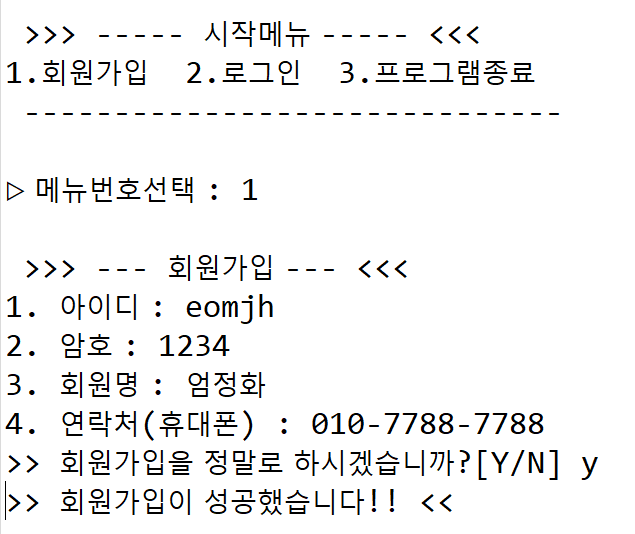 >>> ----- 시작메뉴 ----- <<<
1.회원가입  2.로그인  3.프로그램종료
------------------------------
▷ 메뉴번호선택 : 1
>>> --- 회원가입 --- <<<
1. 아이디 : eomjh
2. 암호 : 1234
3. 회원명 : 엄정화
4. 연락처(휴대폰) : 010-7788-7788
>> 회원가입을 정말로 하시겠습니까?[Y/N] y
>> 회원가입이 성공했습니다!! <<